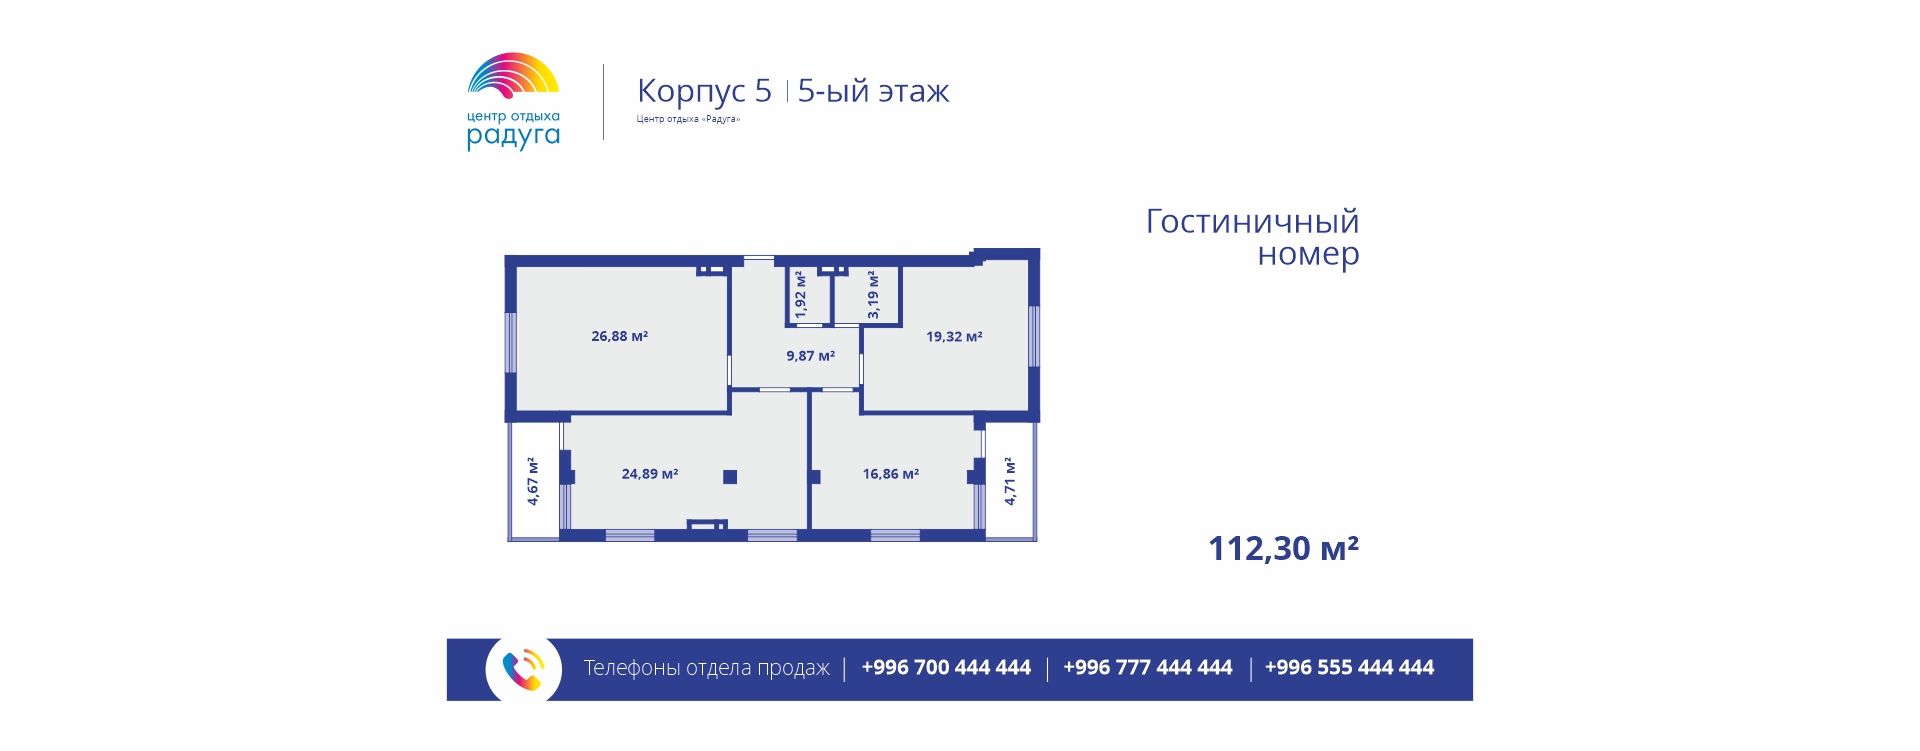 центр отдыха
радуга
Корпус 5 | 5-ый этаж
Центр отдыха «Радуга»
Гостиничный
номер
1,92 м²
3,19 м²
26,88 м²
19,32 м²
9,87 м²
24,89 м²
16,86 м²
4,67 м²
4,71 м²
112,30 м²
Телефоны отдела продаж | +996 700 444 444 | +996 777 444 444 | +996 555 444 444